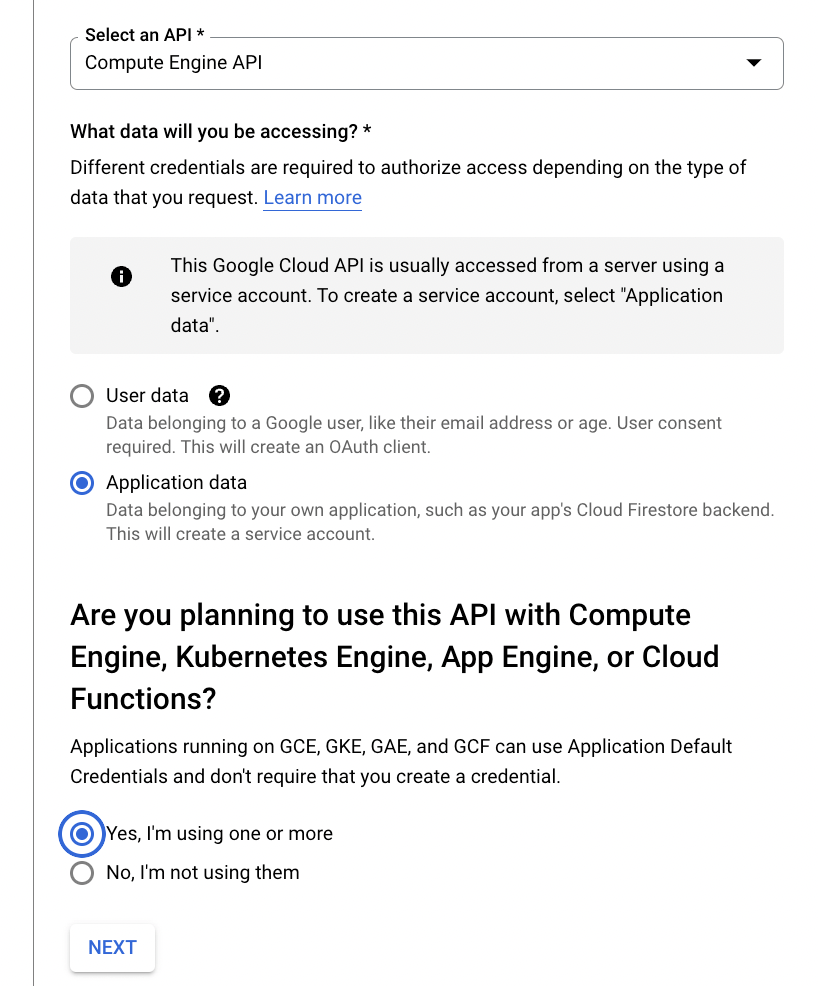 Select an API *
Compute Engine API
What data will you be accessing? *
Different credentials are required to authorize access depending on the type of
data that you request. Learn more
This Google Cloud API is usually accessed from a server using a
service account. To create a service account, select "Application
data".
User data
Data belonging to a Google user, like their email address or age. User consent
required. This will create an OAuth client.
Application data
Data belonging to your own application, such as your app's Cloud Firestore backend.
This will create a service account.
Are you planning to use this API with Compute
Engine, Kubernetes Engine, App Engine, or Cloud
Functions?
Applications running on GCE, GKE, GAE, and GCF can use Application Default
Credentials and don't require that you create a credential.
Yes, I'm using one or more
No, I'm not using them
NEXT